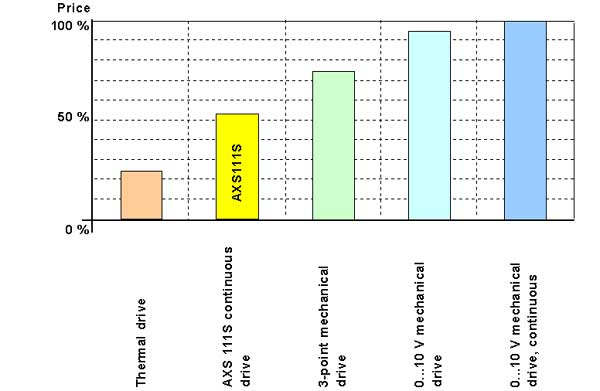 Price
100 %
50 %
0 %
AXS111S
Thermal drive
AXS 111S continuous
drive
3-point mechanical
drive
0...10 V mechanical
drive
0...10 V mechanical
drive, continuous